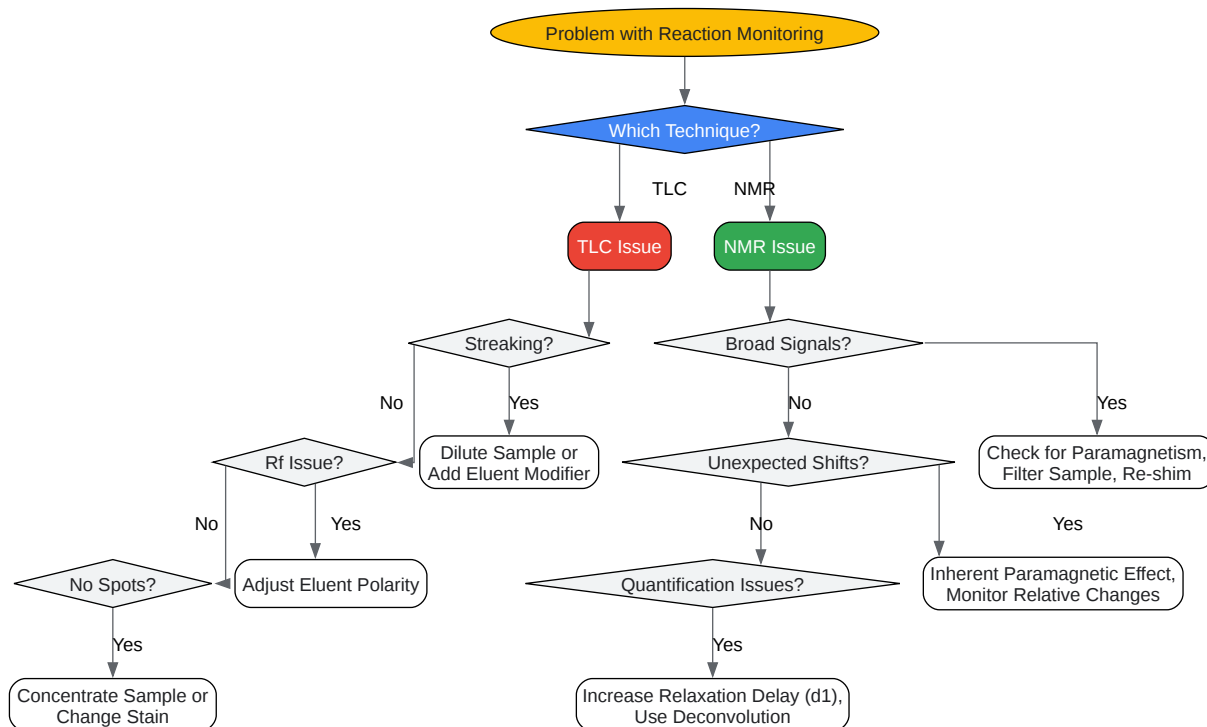 Problem with Reaction Monitoring
Which Technique?
TLC
NMR
TLC Issue
NMR Issue
Streaking?
Broad Signals?
No
Yes
No
Yes
Rf Issue?
Dilute Sample or
Add Eluent Modifier
Unexpected Shifts?
Check for Paramagnetism,
Filter Sample, Re-shim
No
Yes
No
Yes
No Spots?
Adjust Eluent Polarity
Quantification Issues?
Inherent Paramagnetic Effect,
Monitor Relative Changes
Yes
Yes
Concentrate Sample or
Change Stain
Increase Relaxation Delay (d1),
Use Deconvolution